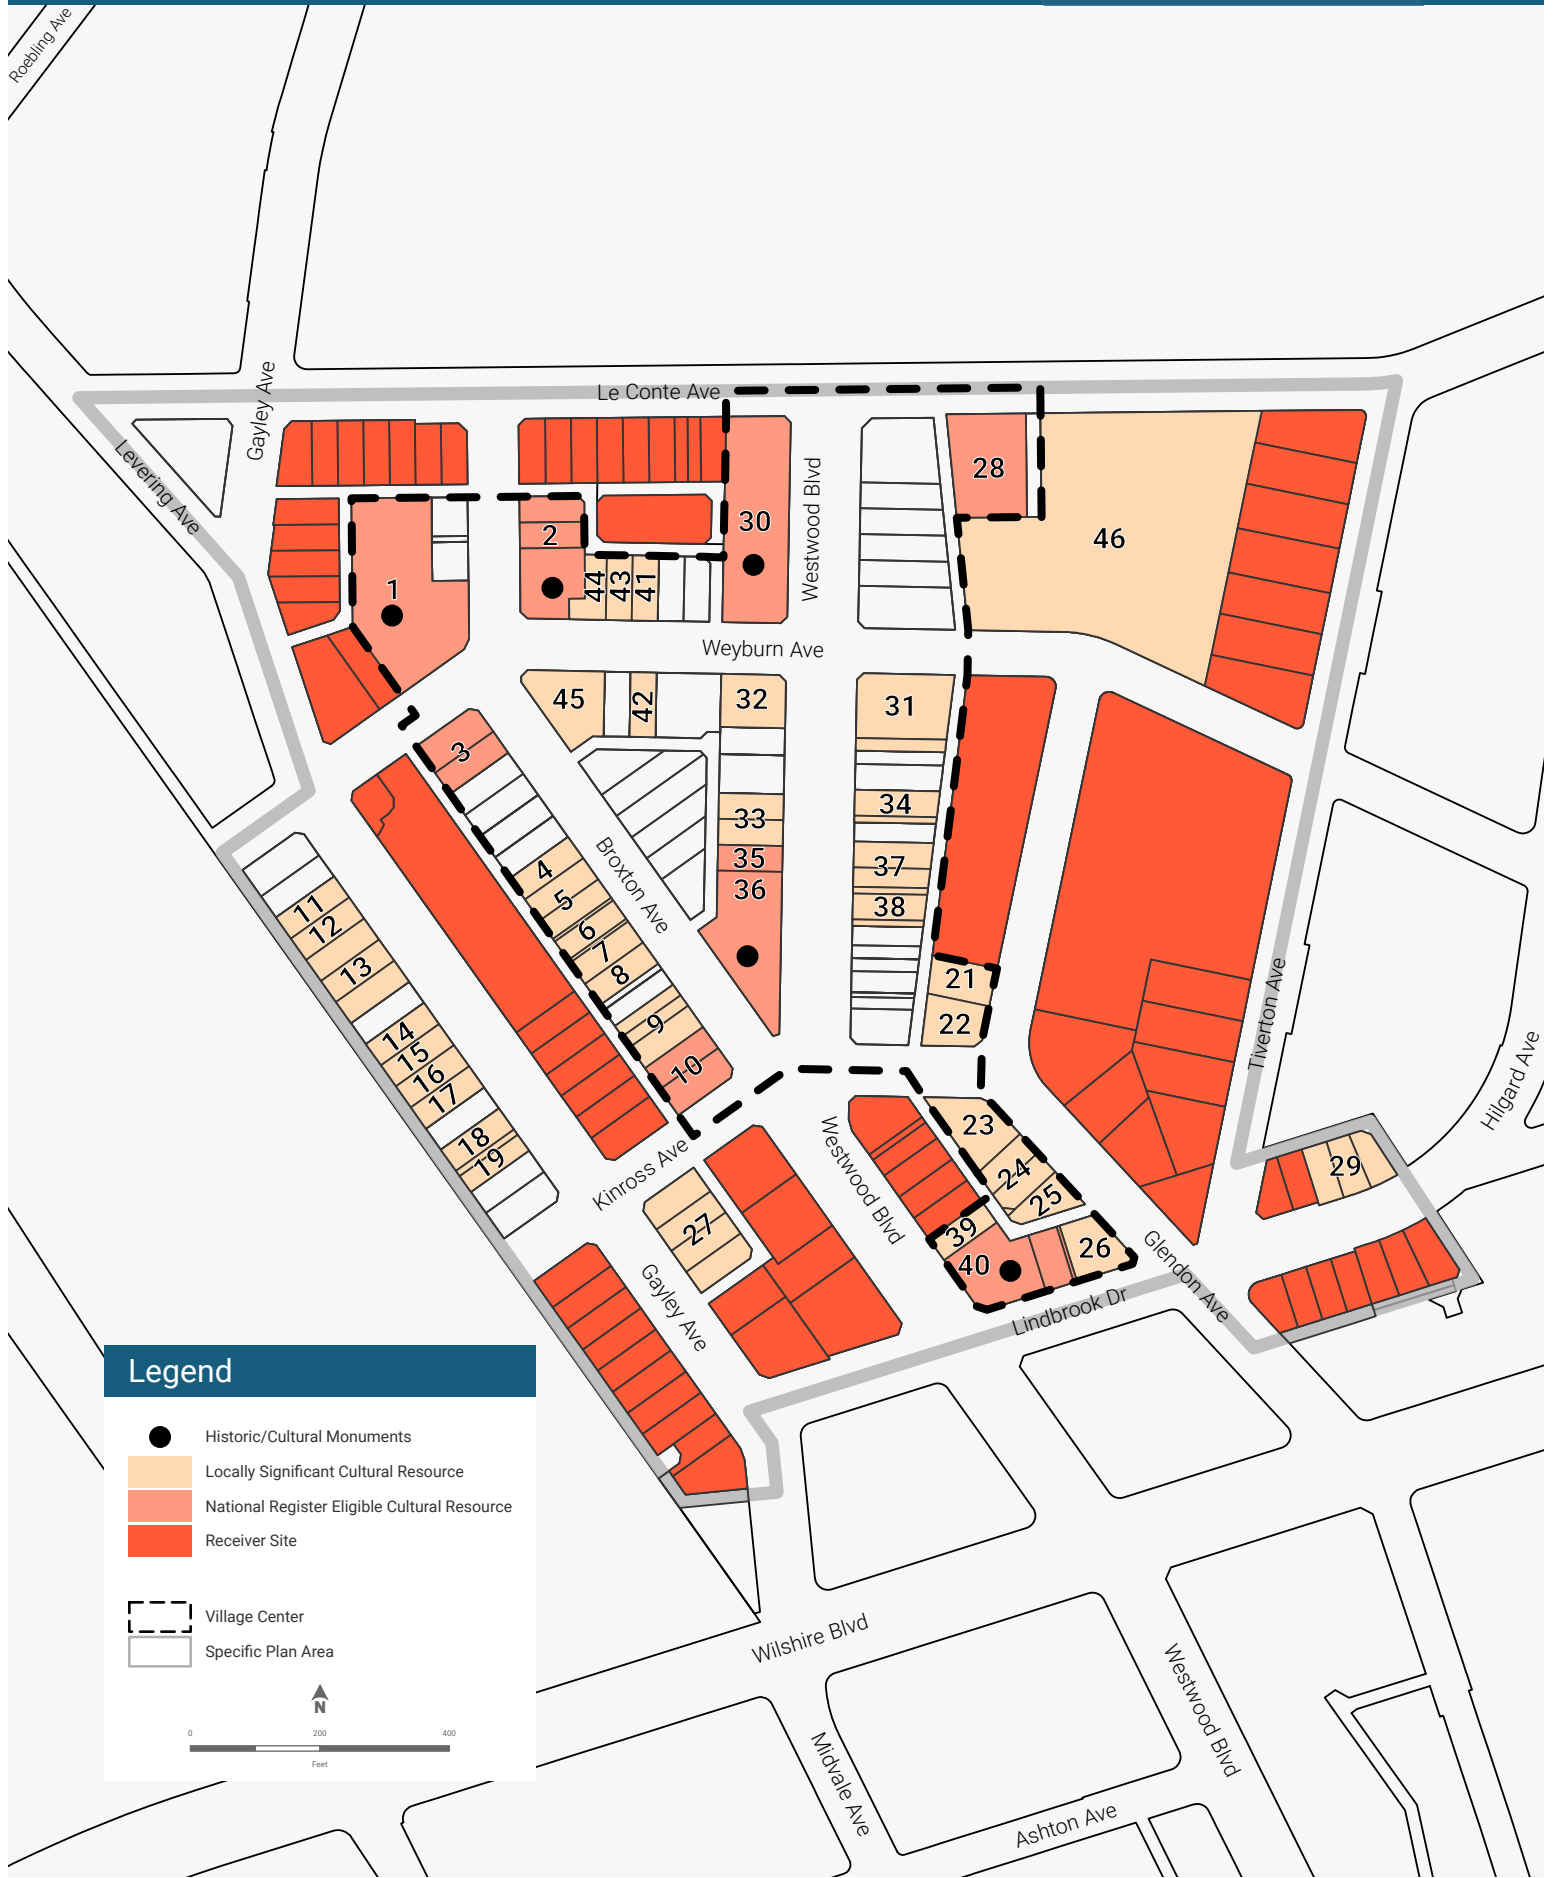 Roebling Ave
Gayley Ave
Le Conte Ave
Levering Ave
Westwood Blvd
28
30
2
46
1
44
43
41
Weyburn Ave
45
42
32
31
3
34
33
35
37
36
4
Broxton Ave
5
38
11
12
6
7
8
13
21
22
9
14
15
16
17
10
Tiverton Ave
Hilgard Ave
18
19
Kinross Ave
Westwood Blvd
23
24
25
29
27
39
40
26
Gayley Ave
Lindbrook Dr
Glendon Ave
Legend
Historic/Cultural Monuments
Locally Significant Cultural Resource
National Register Eligible Cultural Resource
Receiver Site
Village Center
Specific Plan Area
N
0 200 400
Feet
Wilshire Blvd
Westwood Blvd
Midvale Ave
Ashton Ave